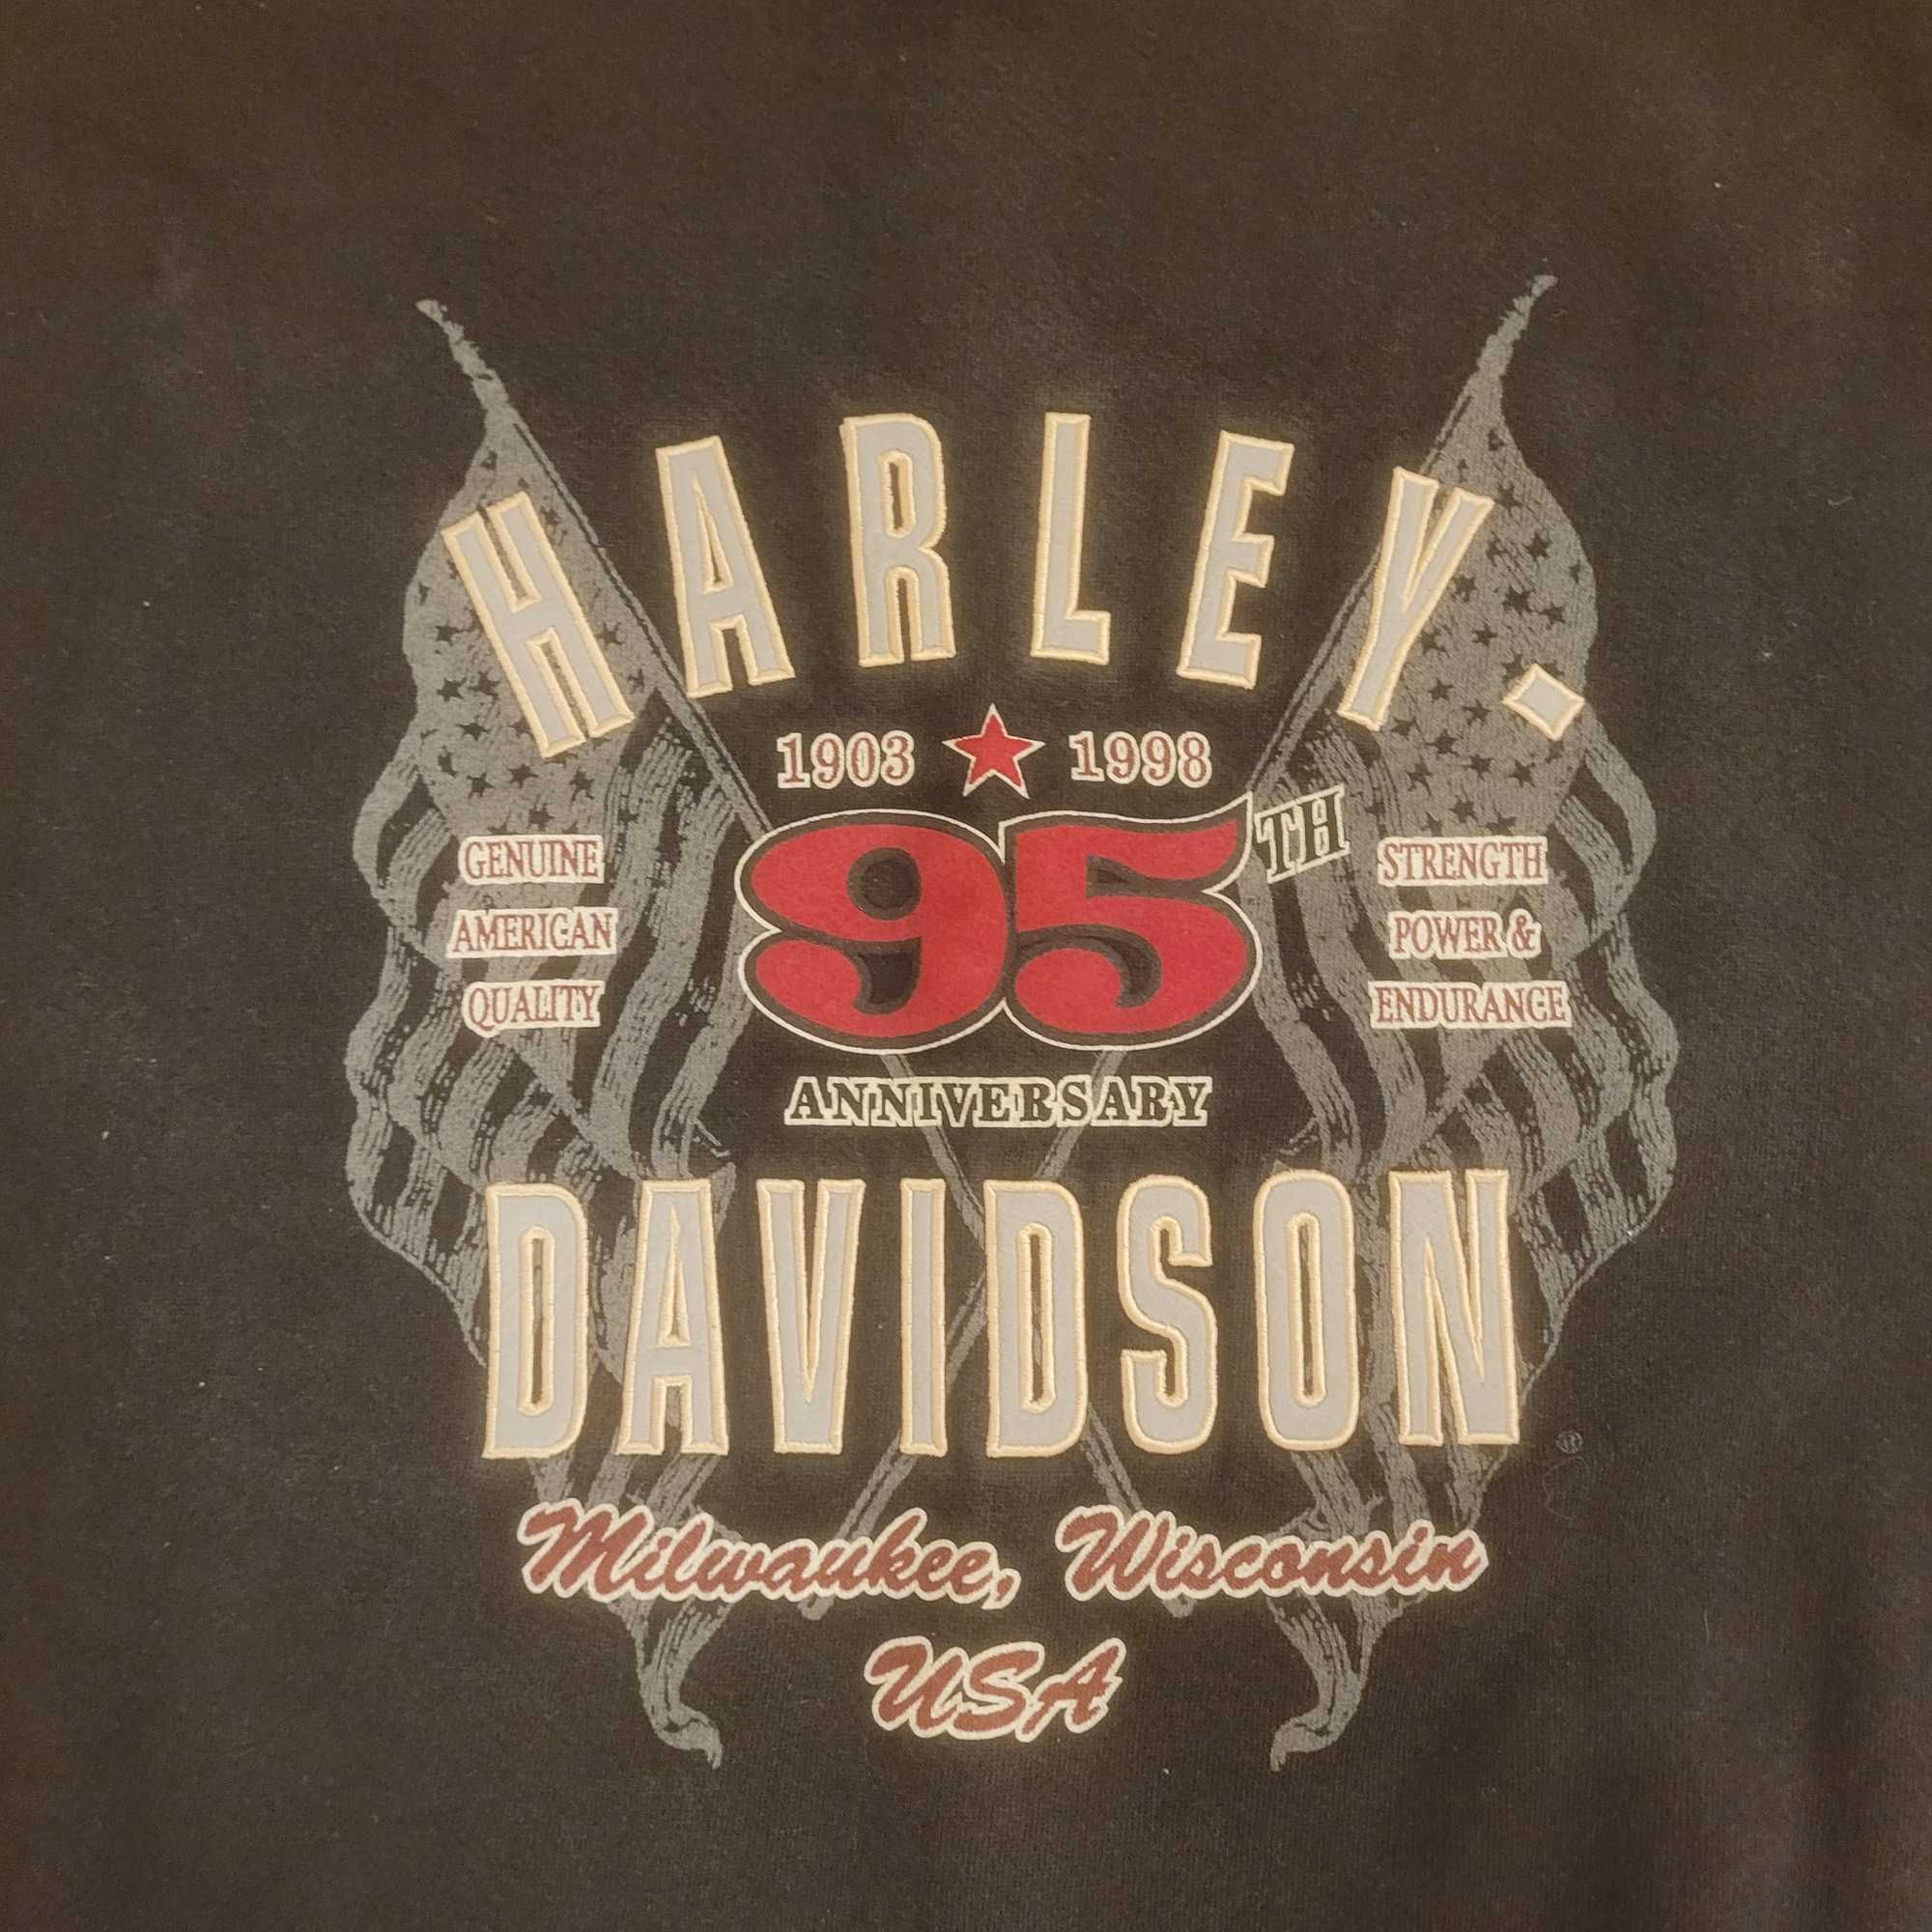 HARLEY.
1903 ★ 1998
95TH
GENUINE
AMERICAN
QUALITY
STRENGTH
POWER &
ENDURANCE
ANNIVERSARY
DAVIDSON
®
Milwaukee, Wisconsin
USA